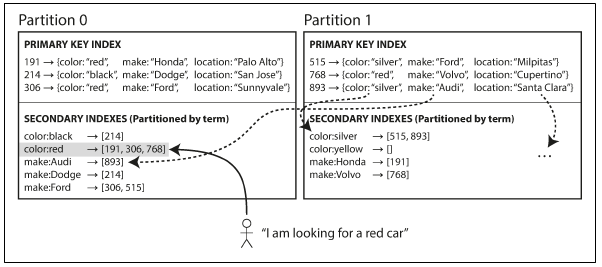 Partition 0
PRIMARY KEY INDEX
191 → {color: “red”, make: “Honda”, location: “Palo Alto”}
214 → {color: “black”, make: “Dodge”, location: “San Jose”}
306 → {color: “red”, make: “Ford”, location: “Sunnyvale”}
SECONDARY INDEXES (Partitioned by term)
color:black → [214]
color:red → [191, 306, 768]
make:Audi → [893]
make:Dodge → [214]
make:Ford → [306, 515]
Partition 1
PRIMARY KEY INDEX
515 → {color: “silver”, make: “Ford”, location: “Milpitas”}
768 → {color: “red”, make: “Volvo”, location: “Cupertino”}
893 → {color: “silver”, make: “Audi”, location: “Santa Clara”}
SECONDARY INDEXES (Partitioned by term)
color:silver → [515, 893]
color:yellow → []
make:Honda → [191]
make:Volvo → [768]
...
“I am looking for a red car”